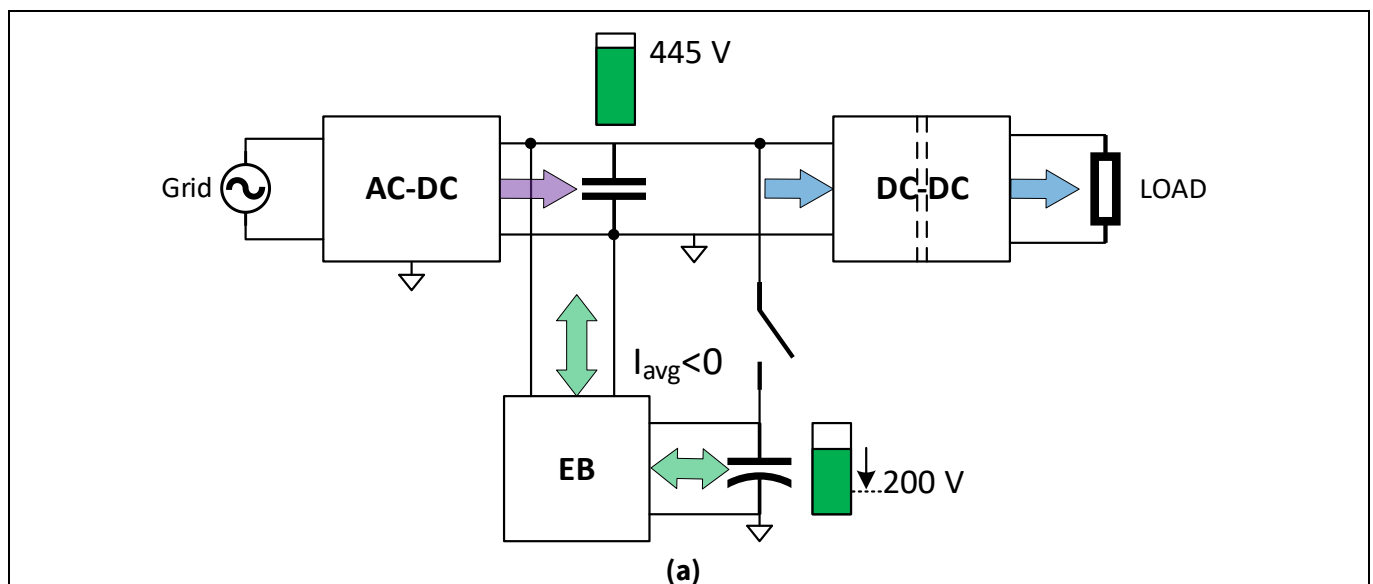 445 V
Grid
AC-DC
DC-DC
LOAD
I<sub>avg</sub><0
EB
200 V
(a)